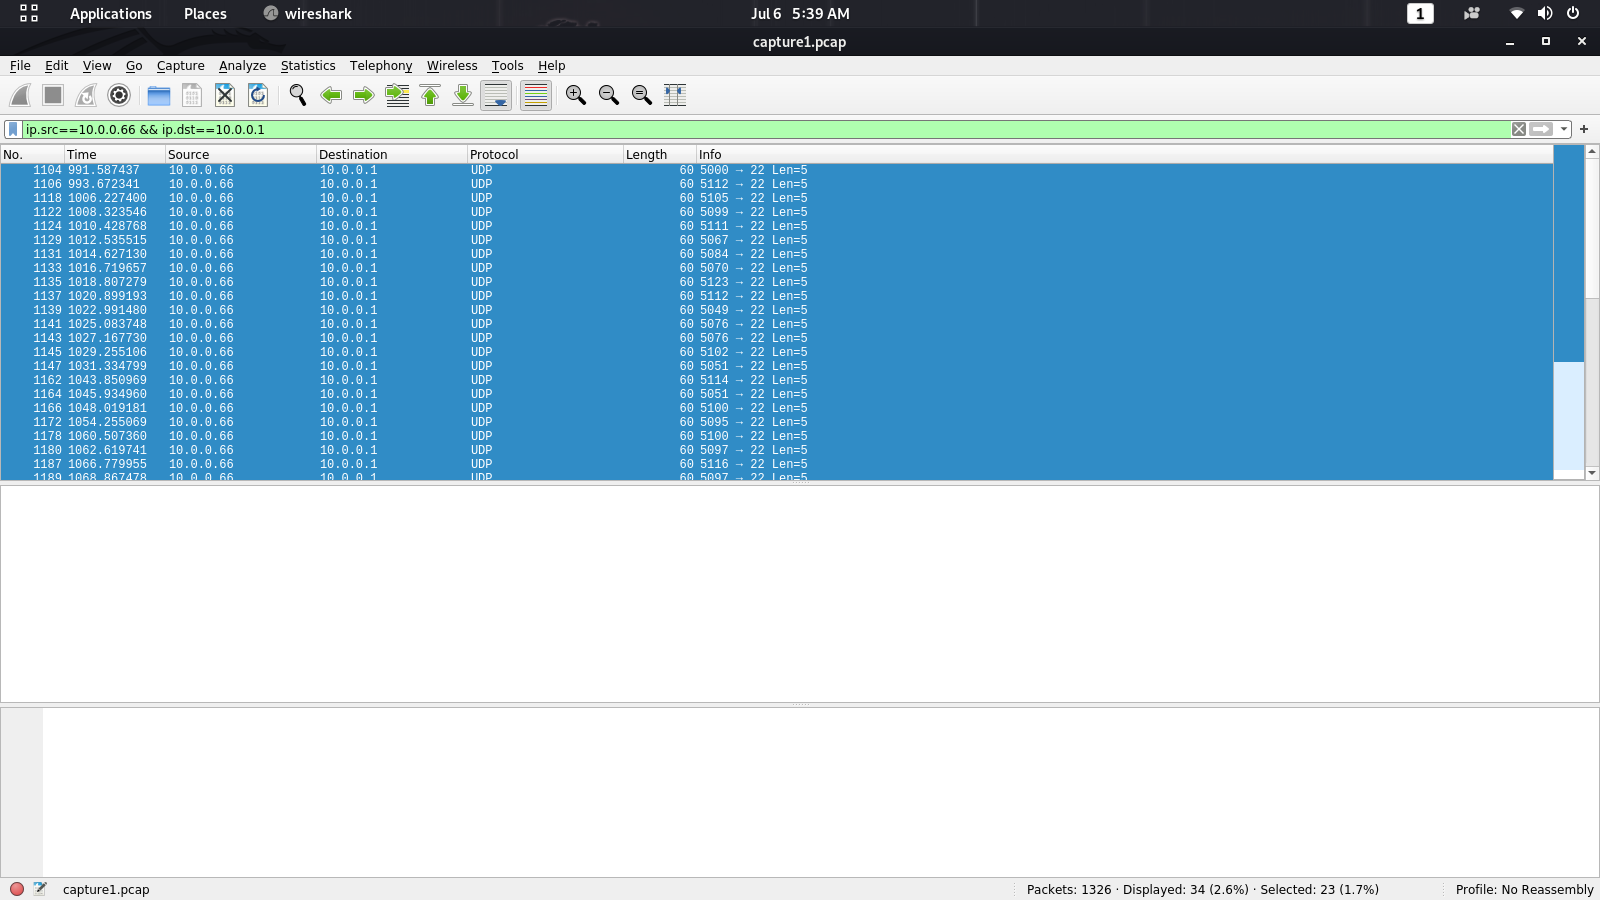 Applications Places wireshark Jul 6 5:39 AM 1
capture1.pcap
File Edit View Go Capture Analyze Statistics Telephony Wireless Tools Help
ip.src==10.0.0.66 && ip.dst==10.0.0.1
No. Time Source Destination Protocol Length Info
1104 991.587437 10.0.0.66 10.0.0.1 UDP 60 5000 → 22 Len=5
1106 993.672341 10.0.0.66 10.0.0.1 UDP 60 5112 → 22 Len=5
1118 1006.227400 10.0.0.66 10.0.0.1 UDP 60 5105 → 22 Len=5
1122 1008.323546 10.0.0.66 10.0.0.1 UDP 60 5099 → 22 Len=5
1124 1010.428768 10.0.0.66 10.0.0.1 UDP 60 5111 → 22 Len=5
1129 1012.535515 10.0.0.66 10.0.0.1 UDP 60 5067 → 22 Len=5
1131 1014.627130 10.0.0.66 10.0.0.1 UDP 60 5084 → 22 Len=5
1133 1016.719657 10.0.0.66 10.0.0.1 UDP 60 5070 → 22 Len=5
1135 1018.807279 10.0.0.66 10.0.0.1 UDP 60 5123 → 22 Len=5
1137 1020.899193 10.0.0.66 10.0.0.1 UDP 60 5112 → 22 Len=5
1139 1022.991480 10.0.0.66 10.0.0.1 UDP 60 5049 → 22 Len=5
1141 1025.083748 10.0.0.66 10.0.0.1 UDP 60 5076 → 22 Len=5
1143 1027.167730 10.0.0.66 10.0.0.1 UDP 60 5076 → 22 Len=5
1145 1029.255106 10.0.0.66 10.0.0.1 UDP 60 5102 → 22 Len=5
1147 1031.334799 10.0.0.66 10.0.0.1 UDP 60 5051 → 22 Len=5
1162 1043.850969 10.0.0.66 10.0.0.1 UDP 60 5114 → 22 Len=5
1164 1045.934960 10.0.0.66 10.0.0.1 UDP 60 5051 → 22 Len=5
1166 1048.019181 10.0.0.66 10.0.0.1 UDP 60 5100 → 22 Len=5
1172 1054.255069 10.0.0.66 10.0.0.1 UDP 60 5095 → 22 Len=5
1178 1060.507360 10.0.0.66 10.0.0.1 UDP 60 5100 → 22 Len=5
1180 1062.619741 10.0.0.66 10.0.0.1 UDP 60 5097 → 22 Len=5
1187 1066.779955 10.0.0.66 10.0.0.1 UDP 60 5116 → 22 Len=5
1189 1068.867478 10.0.0.66 10.0.0.1 UDP 60 5097 → 22 Len=5
capture1.pcap Packets: 1326 · Displayed: 34 (2.6%) · Selected: 23 (1.7%) Profile: No Reassembly